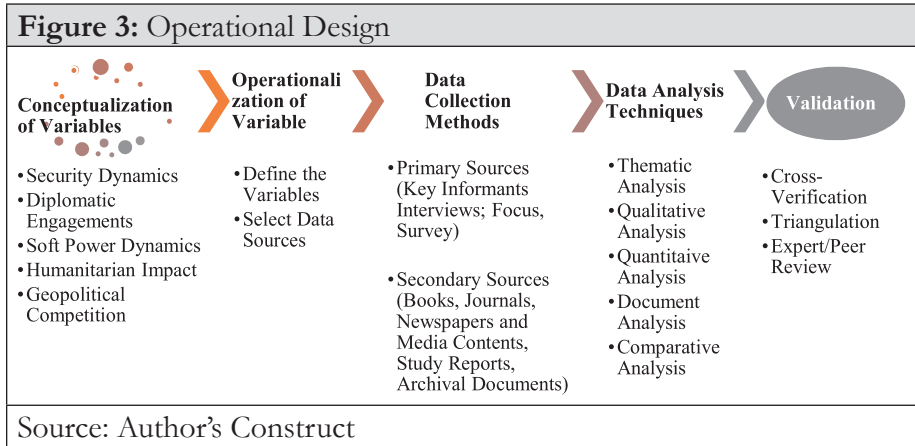 Figure 3: Operational Design
Conceptualization
of Variables
•Security Dynamics
•Diplomatic
Engagements
•Soft Power Dynamics
•Humanitarian Impact
•Geopolitical
Competition
Operationali
zation of
Variable
•Define the
Variables
•Select Data
Sources
Data
Collection
Methods
•Primary Sources
(Key Informants
Interviews; Focus,
Survey)
•Secondary Sources
(Books, Journals,
Newspapers and
Media Contents,
Study Reports,
Archival Documents)
Data Analysis
Techniques
•Thematic
Analysis
•Qualitative
Analysis
•Quantitaive
Analysis
•Document
Analysis
•Comparative
Analysis
Validation
•Cross-
Verification
•Triangulation
•Expert/Peer
Review
Source: Author’s Construct